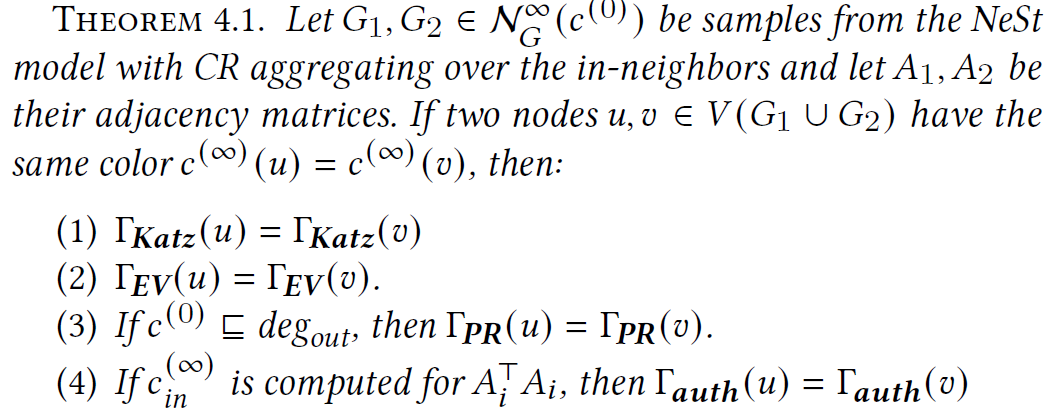 THEOREM 4.1. Let G₁, G₂ ∈ 𝒩_G^∞(c^(0)) be samples from the NeSt
model with CR aggregating over the in-neighbors and let A₁, A₂ be
their adjacency matrices. If two nodes u, v ∈ V(G₁ ∪ G₂) have the
same color c^(∞)(u) = c^(∞)(v), then:
(1) Γ_Katz(u) = Γ_Katz(v)
(2) Γ_EV(u) = Γ_EV(v).
(3) If c^(0) ⊑ deg_out, then Γ_PR(u) = Γ_PR(v).
(4) If c_in^(∞) is computed for A_i^⊤ A_i, then Γ_auth(u) = Γ_auth(v)